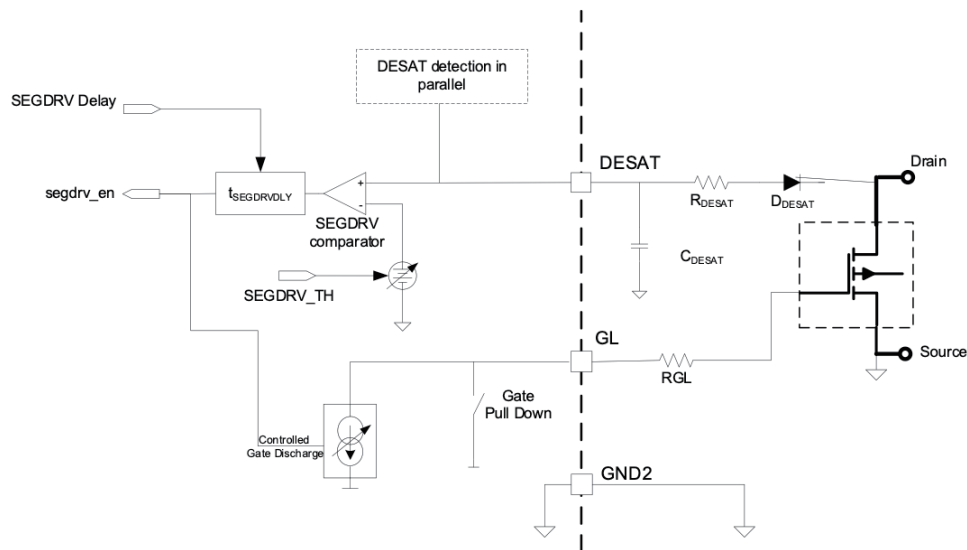 DESAT detection in
parallel
SEGDRV Delay
DESAT
Drain
segdrv_en
tSEGDRVDLY
+
-
SEGDRV
comparator
RDESAT
DDESAT
CDESAT
SEGDRV_TH
GL
Source
RGL
Gate
Pull Down
Controlled
Gate Discharge
GND2